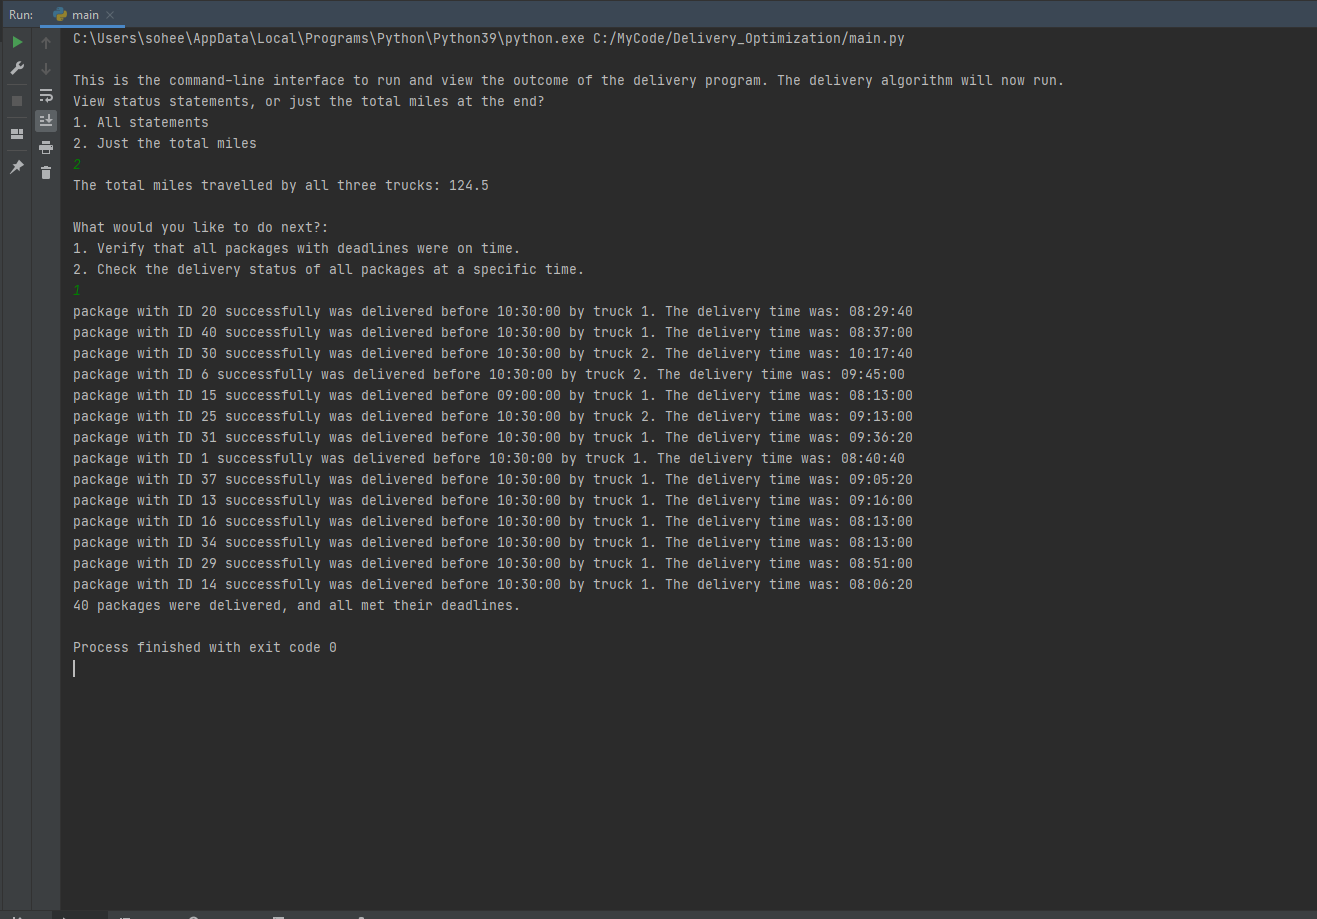 Run: main
C:\Users\sohee\AppData\Local\Programs\Python\Python39\python.exe C:/MyCode/Delivery_Optimization/main.py
This is the command-line interface to run and view the outcome of the delivery program. The delivery algorithm will now run.
View status statements, or just the total miles at the end?
1. All statements
2. Just the total miles
2
The total miles travelled by all three trucks: 124.5
What would you like to do next?:
1. Verify that all packages with deadlines were on time.
2. Check the delivery status of all packages at a specific time.
1
package with ID 20 successfully was delivered before 10:30:00 by truck 1. The delivery time was: 08:29:40
package with ID 40 successfully was delivered before 10:30:00 by truck 1. The delivery time was: 08:37:00
package with ID 30 successfully was delivered before 10:30:00 by truck 2. The delivery time was: 10:17:40
package with ID 6 successfully was delivered before 10:30:00 by truck 2. The delivery time was: 09:45:00
package with ID 15 successfully was delivered before 09:00:00 by truck 1. The delivery time was: 08:13:00
package with ID 25 successfully was delivered before 10:30:00 by truck 2. The delivery time was: 09:13:00
package with ID 31 successfully was delivered before 10:30:00 by truck 1. The delivery time was: 09:36:20
package with ID 1 successfully was delivered before 10:30:00 by truck 1. The delivery time was: 08:40:40
package with ID 37 successfully was delivered before 10:30:00 by truck 1. The delivery time was: 09:05:20
package with ID 13 successfully was delivered before 10:30:00 by truck 1. The delivery time was: 09:16:00
package with ID 16 successfully was delivered before 10:30:00 by truck 1. The delivery time was: 08:13:00
package with ID 34 successfully was delivered before 10:30:00 by truck 1. The delivery time was: 08:13:00
package with ID 29 successfully was delivered before 10:30:00 by truck 1. The delivery time was: 08:51:00
package with ID 14 successfully was delivered before 10:30:00 by truck 1. The delivery time was: 08:06:20
40 packages were delivered, and all met their deadlines.
Process finished with exit code 0